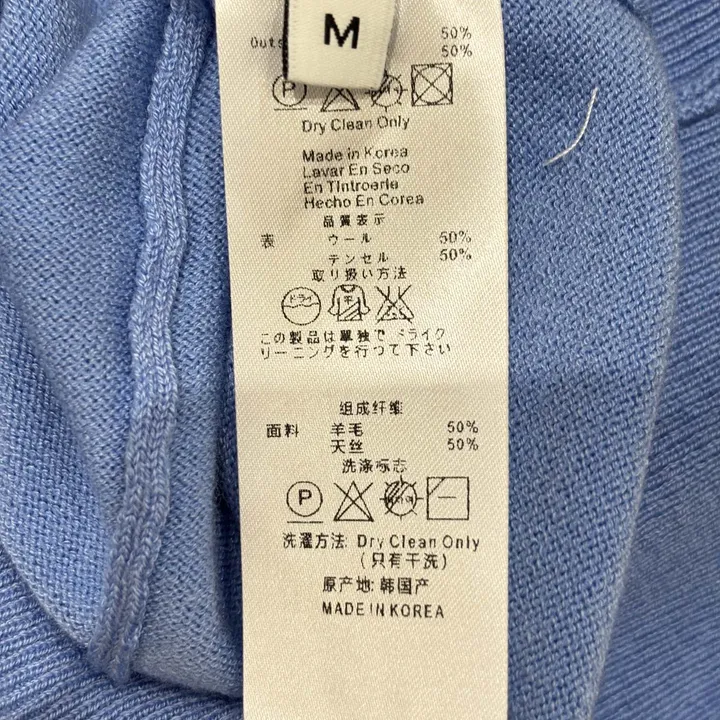 M
50%
50%
P
Dry Clean Only
Made in Korea
Lavar En Seco
En Tintroerie
Hecho En Corea
品質表示
表 ウール 50%
テンセル 50%
取り扱い方法
ドライ
平
この製品は單独で ドライク
リーニングを行つて下さい
组成纤维
面料 羊毛 50%
天丝 50%
洗涤标志
P
洗濯方法: Dry Clean Only
(只有干洗)
原产地: 韩国产
MADE IN KOREA